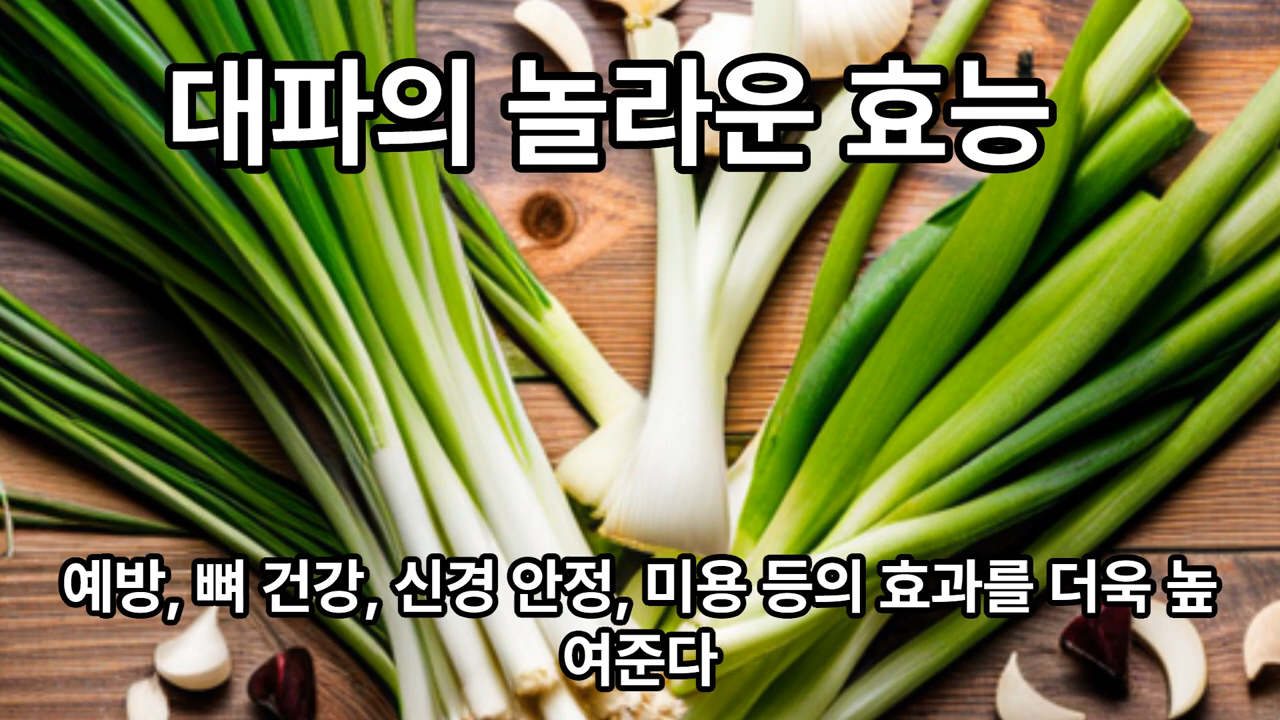 대파의 놀라운 효능
예방, 뼈 건강, 신경 안정, 미용 등의 효과를 더욱 높
여준다